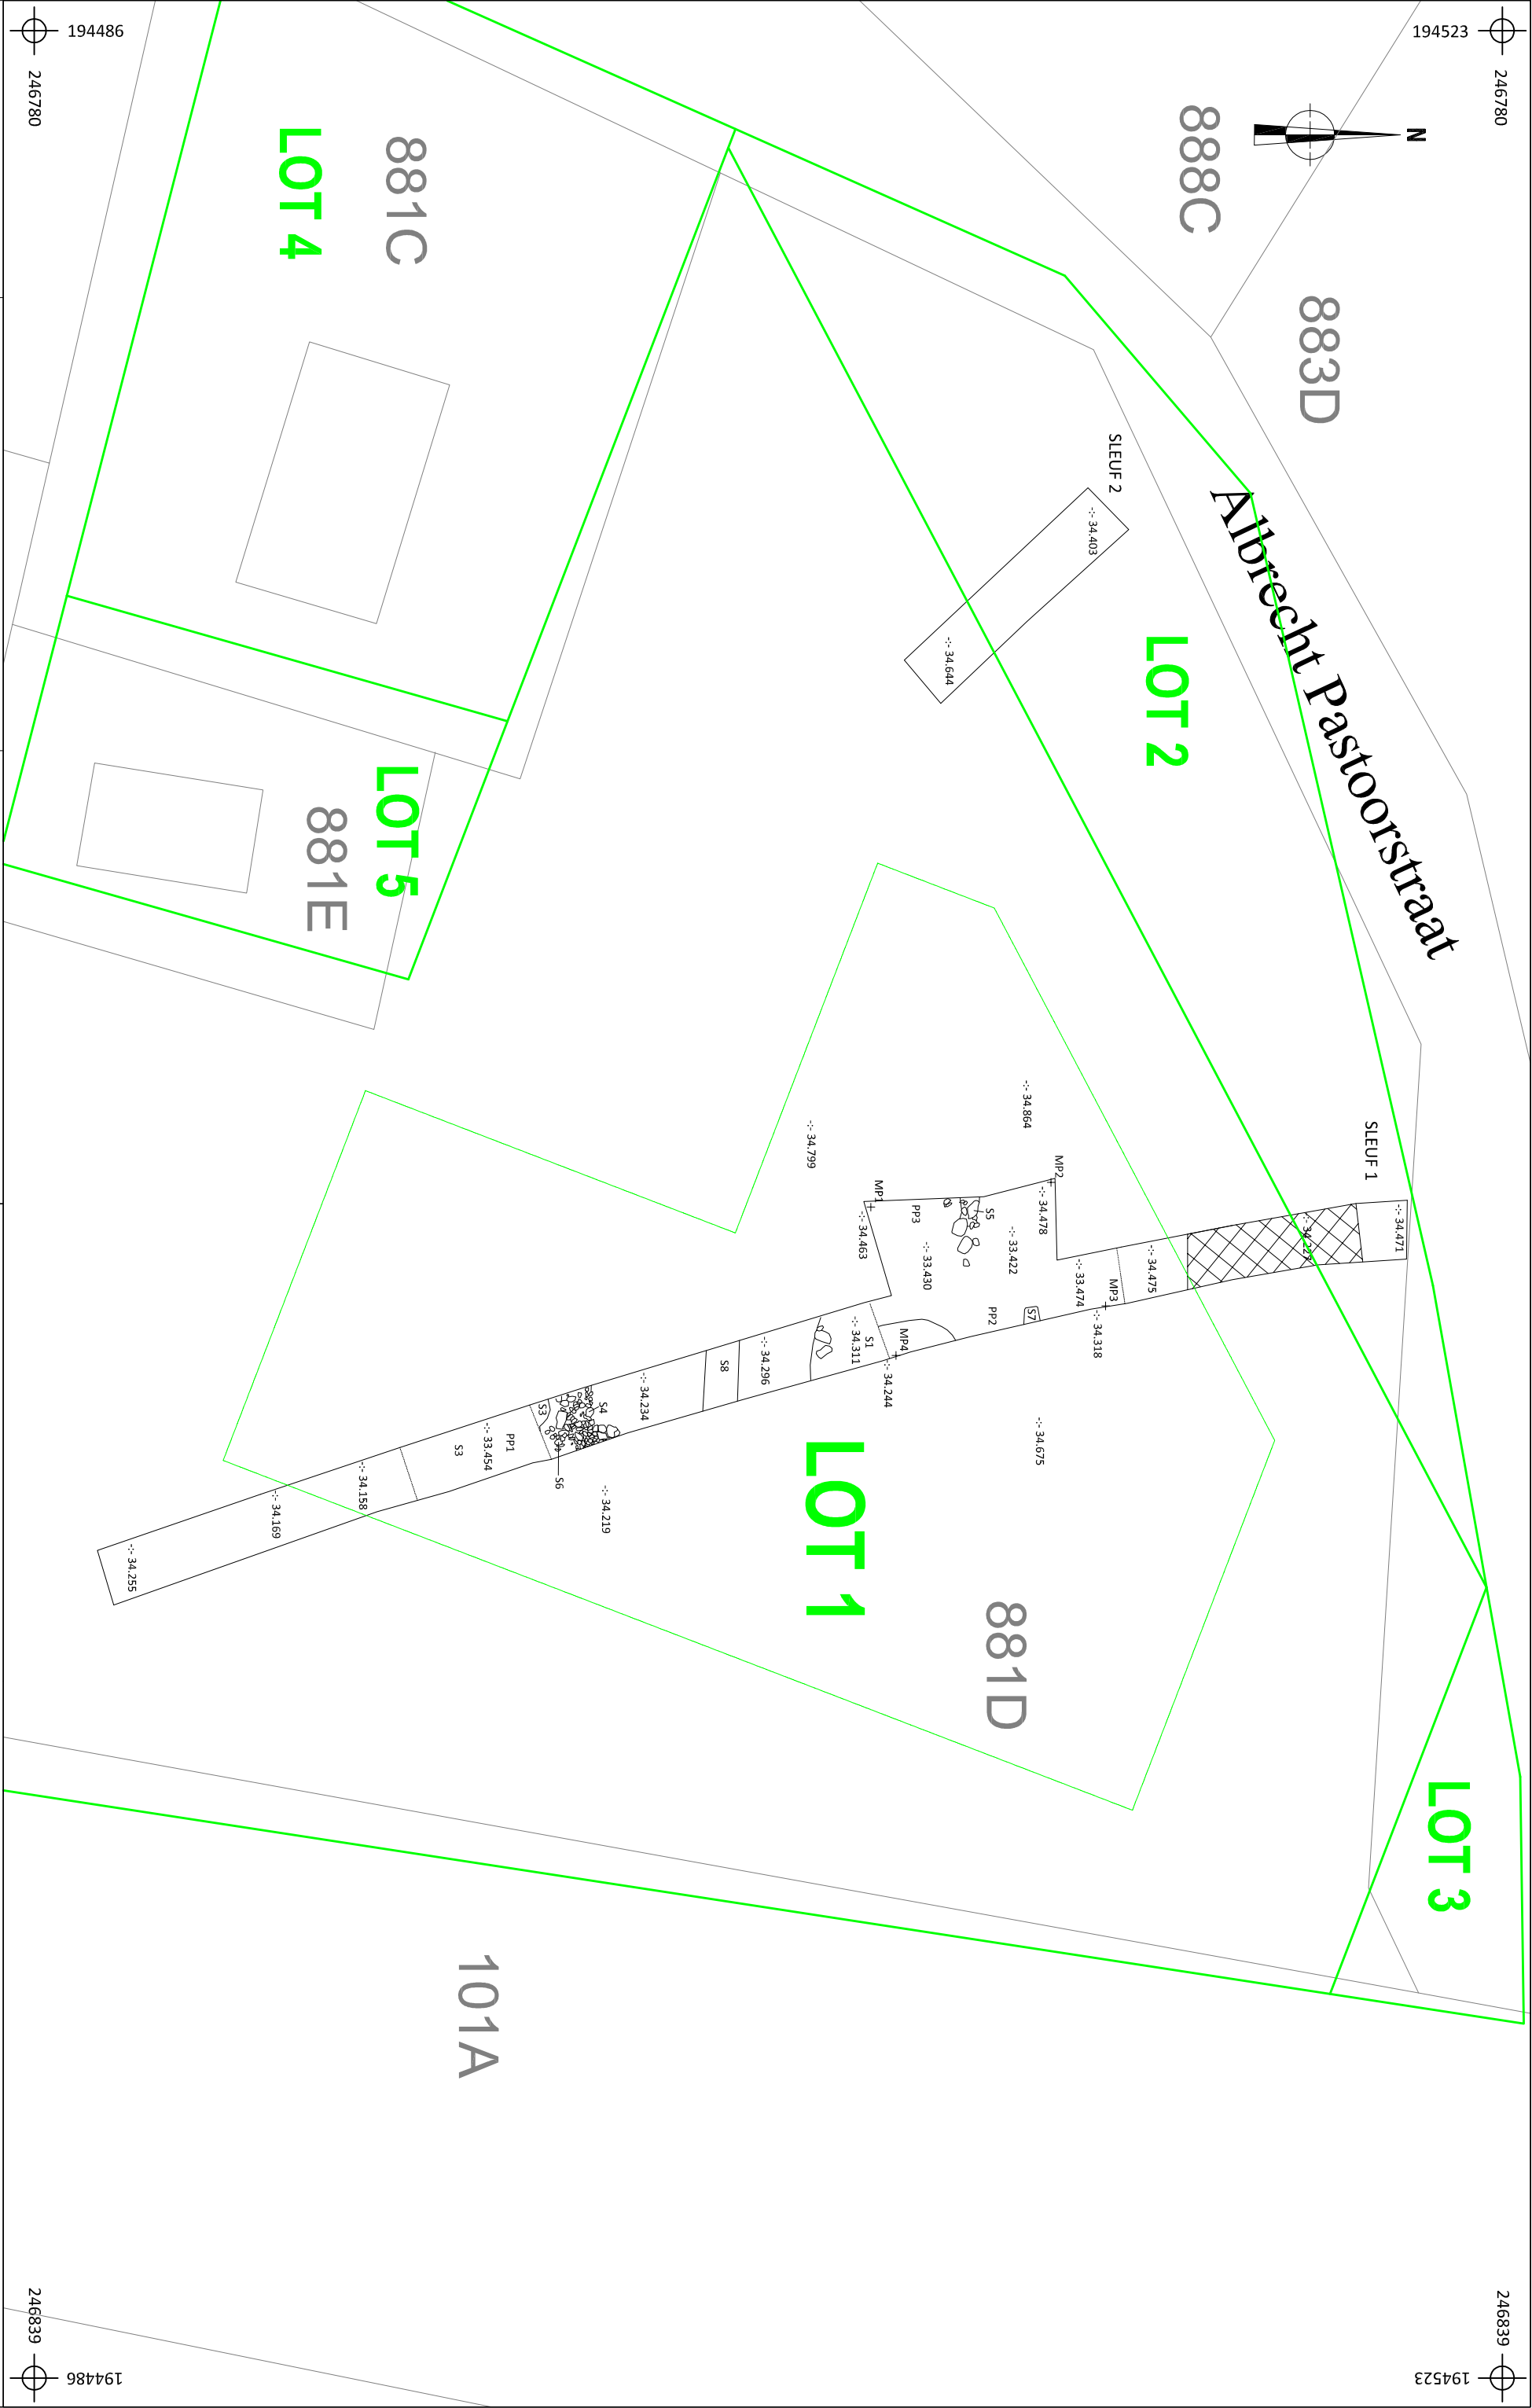 194486
246780
194523
246780
N
888C
883D
881C
LOT 4
Albrecht Pastoorstraat
SLEUF 2
34.403
34.644
LOT 2
LOT 5
881E
SLEUF 1
34.471
34.475
34.864
34.799
MP2
34.478
MP1
34.463
PP3
S5
33.422
33.430
33.474
MP3
34.318
S7
PP2
MP4
S1
34.311
34.244
34.296
S8
34.234
34.675
S4
S3
S6
PP1
33.454
S3
34.219
34.158
34.169
34.255
LOT 1
881D
LOT 3
101A
246839
194486
246839
194523